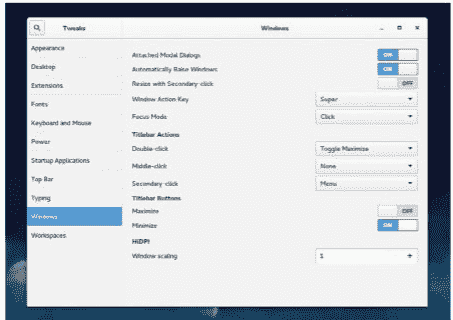 Tweaks
Windows
Appearance
Desktop
Extensions
Fonts
Keyboard and Mouse
Power
Startup Applications
Top Bar
Typing
Windows
Workspaces
Attached Modal Dialogs ON
Automatically Raise Windows ON
Resize with Secondary click OFF
Window Action Key Super
Focus Mode Click
Titlebar Actions
Double-click Toggle Maximize
Middle-click None
Secondary-click Menu
Titlebar Buttons
Maximize OFF
Minimize ON
HiDPI
Window scaling 1 +